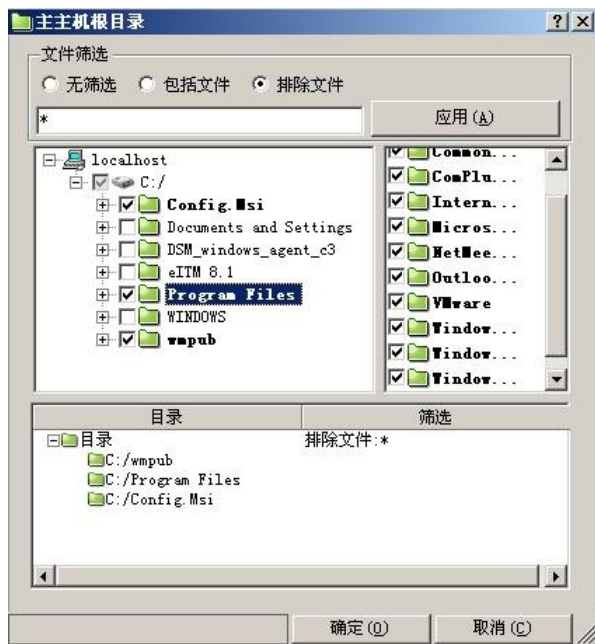 主主机根目录
文件筛选
无筛选 包括文件 排除文件
*
应用(A)
localhost
C:/
Config.Msi
Documents and Settings
DSM_windows_agent_c3
eITM 8.1
Program Files
WINDOWS
wmpub
Common...
ComPlu...
Intern...
Micros...
NetMee...
Outloo...
VMware
Window...
Window...
Window...
目录 筛选
目录 排除文件:*
C:/wmpub
C:/Program Files
C:/Config.Msi
确定(O) 取消(C)